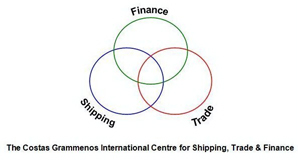 Finance
Shipping
Trade
The Costas Grammenos International Centre for Shipping, Trade & Finance